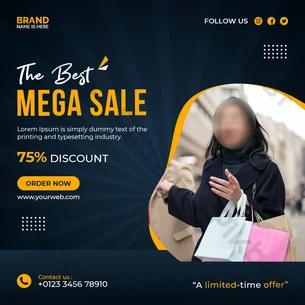 BRAND
NAME IS HERE
FOLLOW US
The Best
MEGA SALE
Lorem Ipsum is simply dummy text of the
printing and typesetting industry.
75% DISCOUNT
ORDER NOW
www.yourweb.com
Contact us :
+0123 3456 78910
“A limited-time offer”